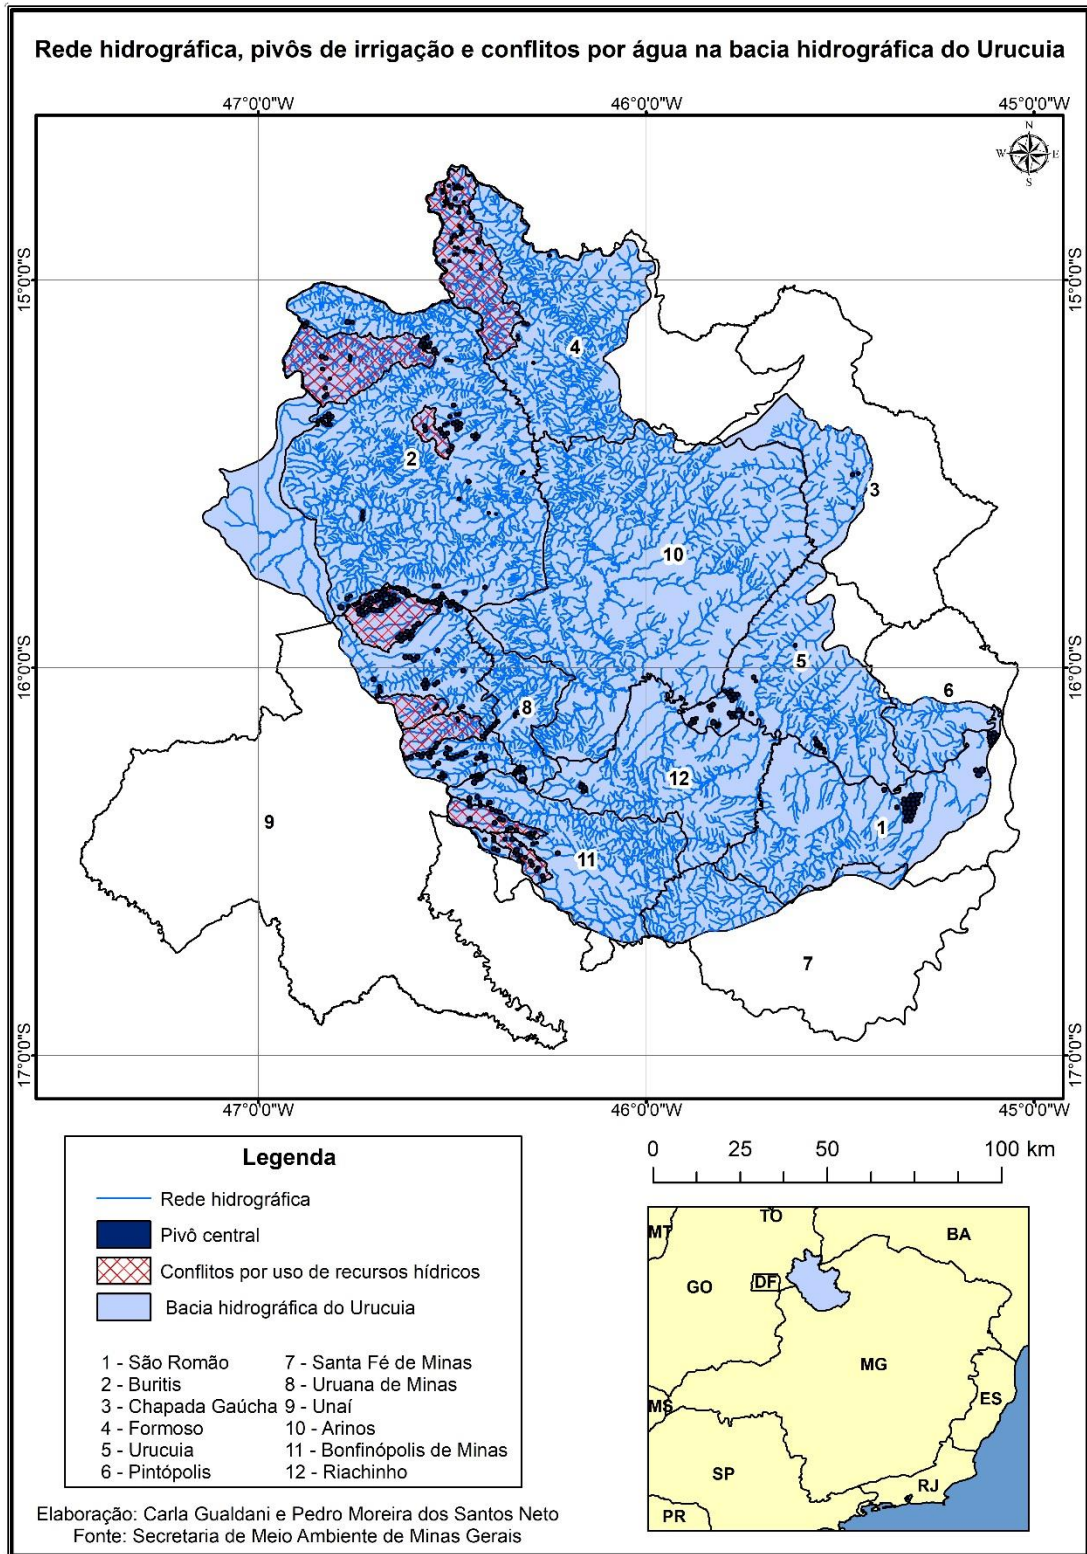 Rede hidrográfica, pivôs de irrigação e conflitos por água na bacia hidrográfica do Urucuia
47°0'0"W
46°0'0"W
45°0'0"W
N
W
E
S
15°0'0"S
15°0'0"S
4
2
3
10
16°0'0"S
16°0'0"S
5
6
8
12
1
9
11
7
17°0'0"S
17°0'0"S
47°0'0"W
46°0'0"W
45°0'0"W
Legenda
Rede hidrográfica
Pivô central
Conflitos por uso de recursos hídricos
Bacia hidrográfica do Urucuia
1 - São Romão
2 - Buritis
3 - Chapada Gaúcha
4 - Formoso
5 - Urucuia
6 - Pintópolis
7 - Santa Fé de Minas
8 - Uruana de Minas
9 - Unaí
10 - Arinos
11 - Bonfinópolis de Minas
12 - Riachinho
0 25 50 100 km
TO
MT
BA
GO
DF
MG
MS
ES
SP
RJ
PR
Elaboração: Carla Gualdani e Pedro Moreira dos Santos Neto
Fonte: Secretaria de Meio Ambiente de Minas Gerais